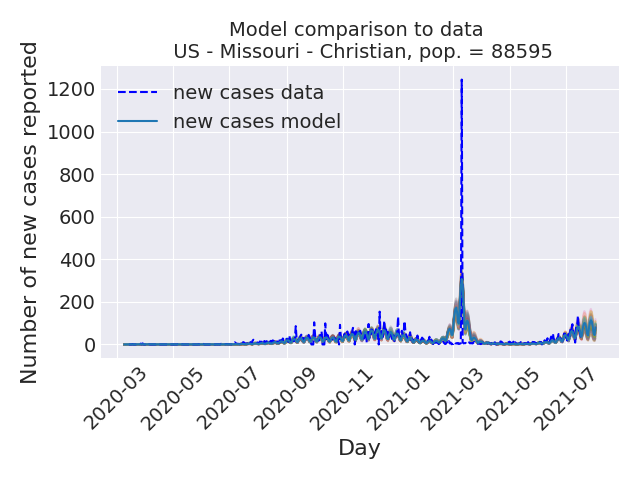 Model comparison to data
US - Missouri - Christian, pop. = 88595
Number of new cases reported
1200
1000
800
600
400
200
0
new cases data
new cases model
2020-03
2020-05
2020-07
2020-09
2020-11
2021-01
2021-03
2021-05
2021-07
Day